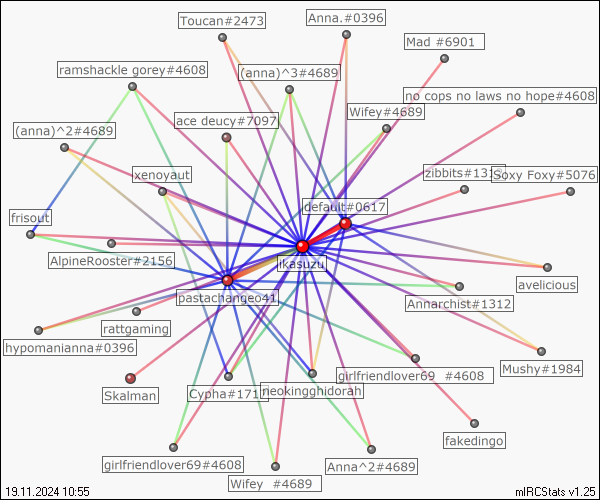 Toucan#2473
Anna.#0396
Mad #6901
ramshackle gorey#4608
(anna)^3#4689
no cops no laws no hope#4608
ace deucy#7097
Wifey#4689
(anna)^2#4689
xenoyaut
zibbits#131
Soxy Foxy#5076
default#0617
frisout
AlpineRooster#2156
ikasuzu
avelicious
pastachangeo41
Annarchist#1312
rattgaming
hypomanianna#0396
Mushy#1984
girlfriendlover69 #4608
Skalman
Cypha#171
neokingghidorah
fakedingo
girlfriendlover69#4608
Anna^2#4689
Wifey #4689
19.11.2024 10:55
mIRCStats v1.25